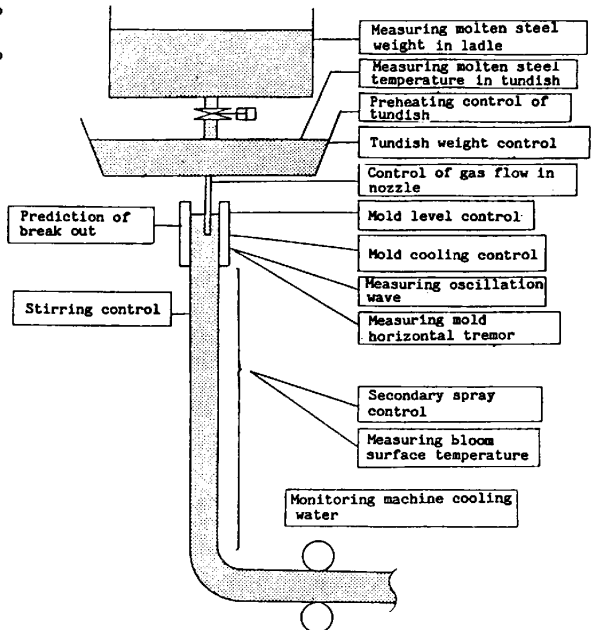 Measuring molten steel
weight in ladle
Measuring molten steel
temperature in tundish
Preheating control of
tundish
Tundish weight control
Control of gas flow in
nozzle
Prediction of
break out
Mold level control
Mold cooling control
Measuring oscillation
wave
Stirring control
Measuring mold
horizontal tremor
Secondary spray
control
Measuring bloom
surface temperature
Monitoring machine cooling
water